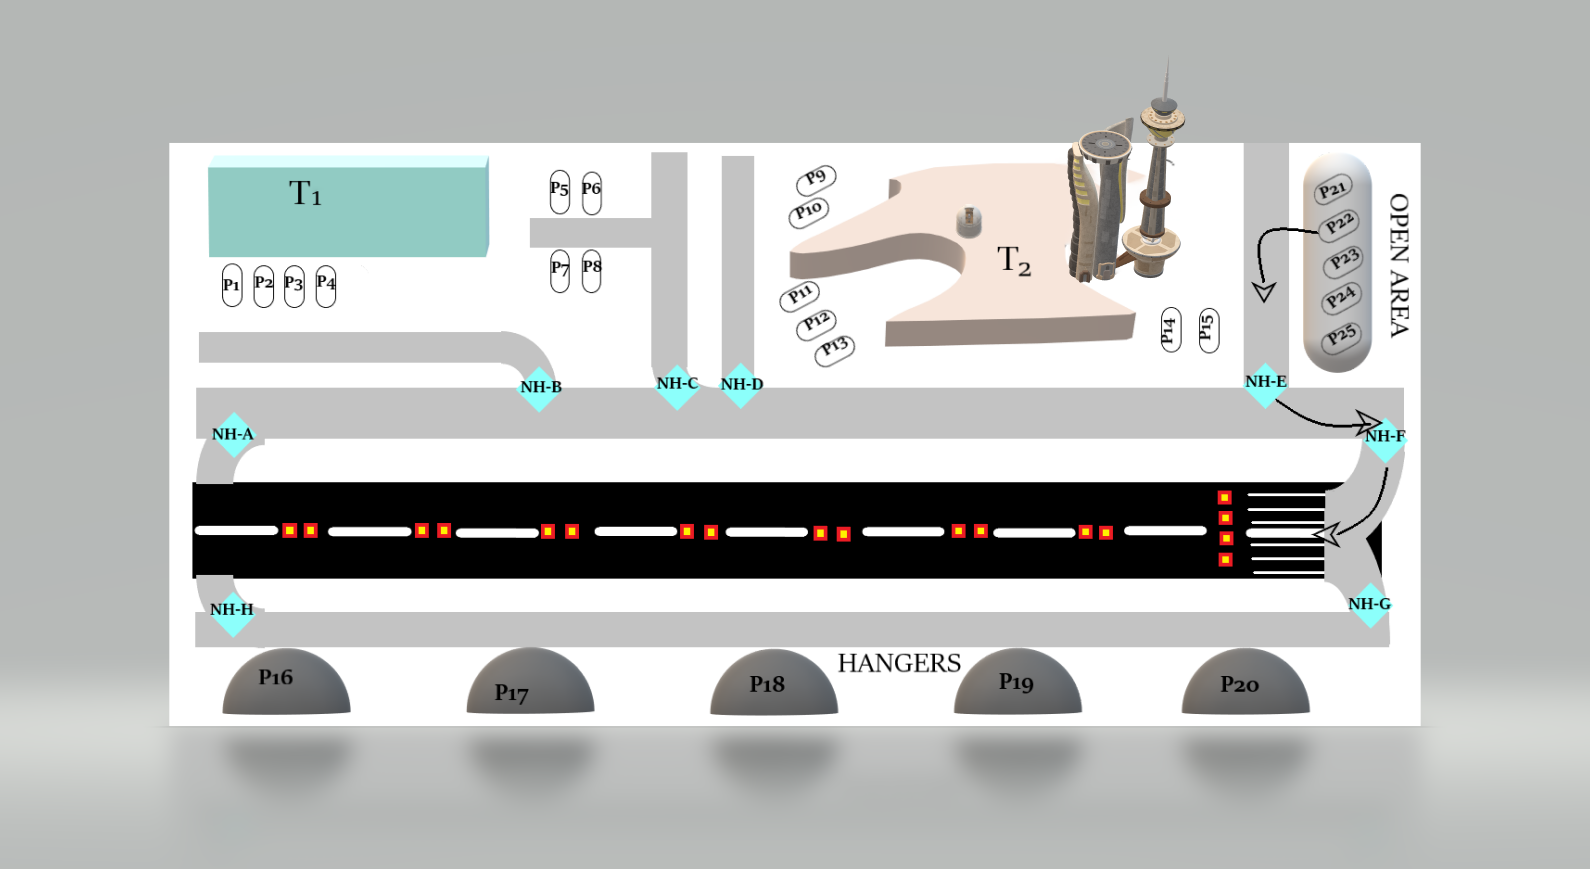 T1
P1
P2
P3
P4
P5
P6
P7
P8
P9
P10
P11
P12
P13
T2
P14
P15
P21
P22
P23
P24
P25
OPEN AREA
NH-A
NH-B
NH-C
NH-D
NH-E
NH-F
NH-G
NH-H
HANGERS
P16
P17
P18
P19
P20